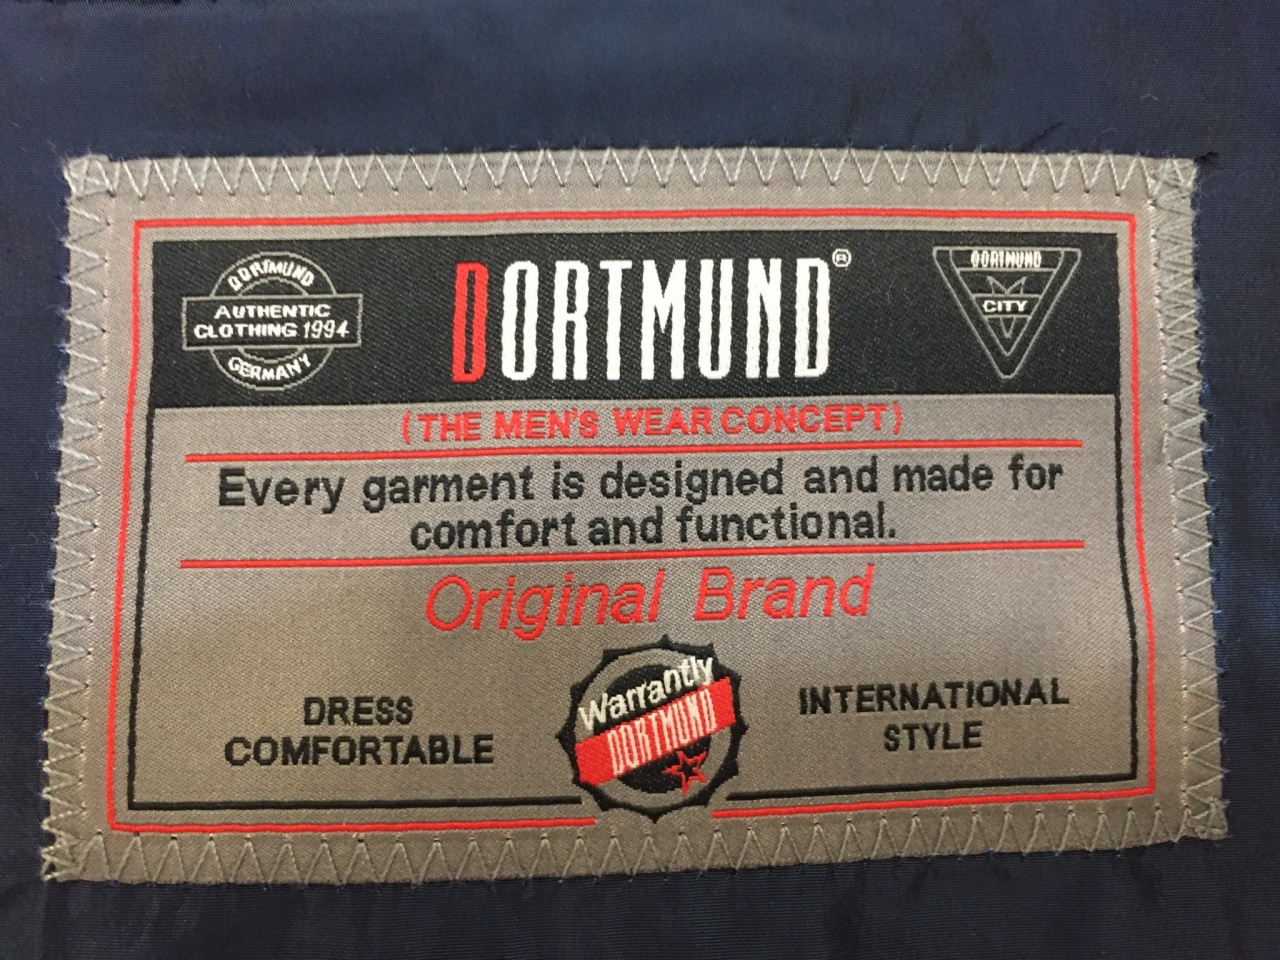 DORTMUND
AUTHENTIC
CLOTHING 1994
GERMANY
DORTMUND®
DORTMUND
CITY
(THE MEN'S WEAR CONCEPT)
Every garment is designed and made for
comfort and functional.
Original Brand
DRESS
COMFORTABLE
Warrantly
DORTMUND
INTERNATIONAL
STYLE